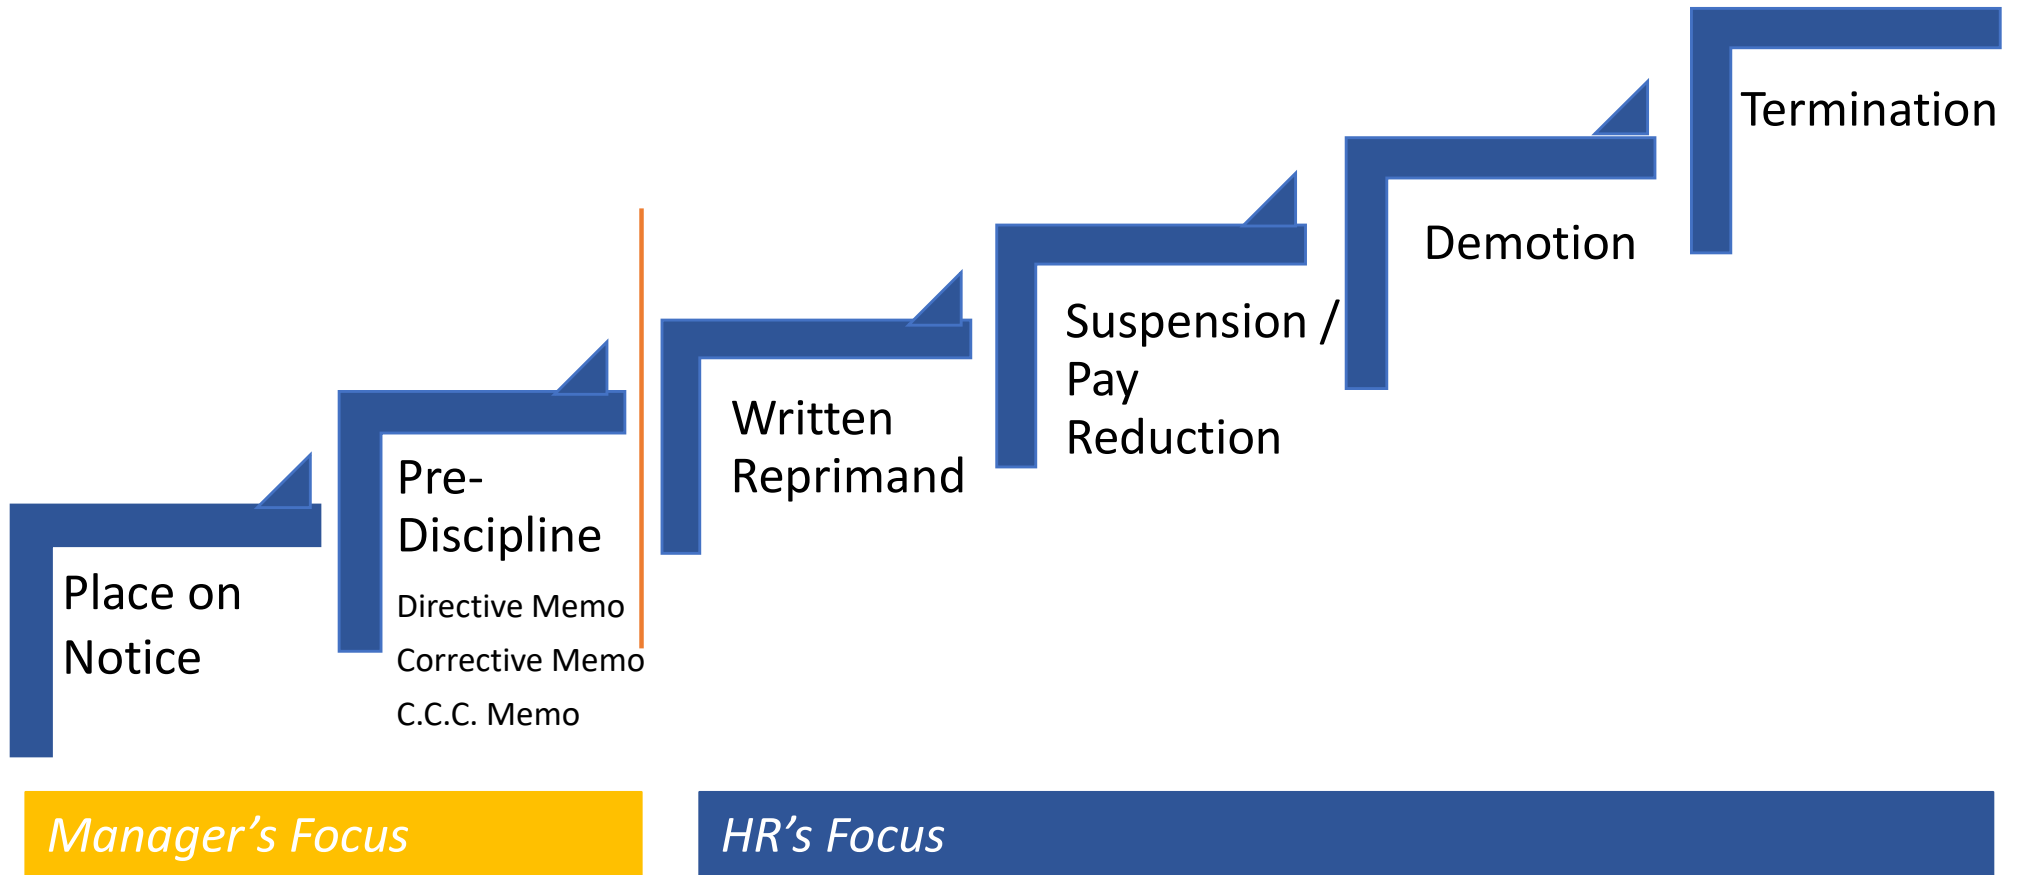 Place on
Notice
Pre-
Discipline
Directive Memo
Corrective Memo
C.C.C. Memo
Written
Reprimand
Suspension /
Pay
Reduction
Demotion
Termination
Manager’s Focus
HR’s Focus